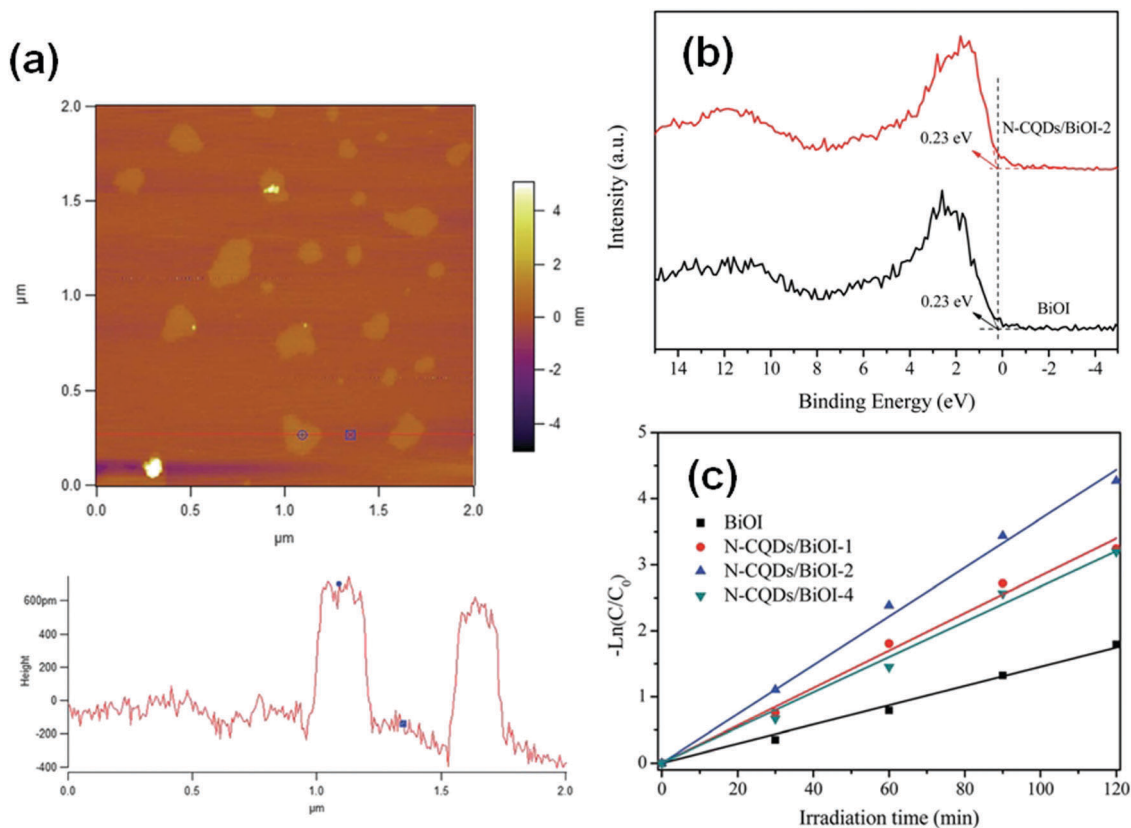 (a)
2.0
1.5
1.0
0.5
0.0
µm
0.0 0.5 1.0 1.5 2.0
µm
4
2
0
-2
-4
nm
600pm
400
200
0
-200
-400
Height
0.0 0.5 1.0 1.5 2.0
µm
(b)
N-CQDs/BiOI-2
0.23 eV
0.23 eV
BiOI
Intensity (a.u.)
14 12 10 8 6 4 2 0 -2 -4
Binding Energy (eV)
(c)
BiOI
N-CQDs/BiOI-1
N-CQDs/BiOI-2
N-CQDs/BiOI-4
5
4
3
2
1
0
-Ln(C/C0)
0 20 40 60 80 100 120
Irradiation time (min)